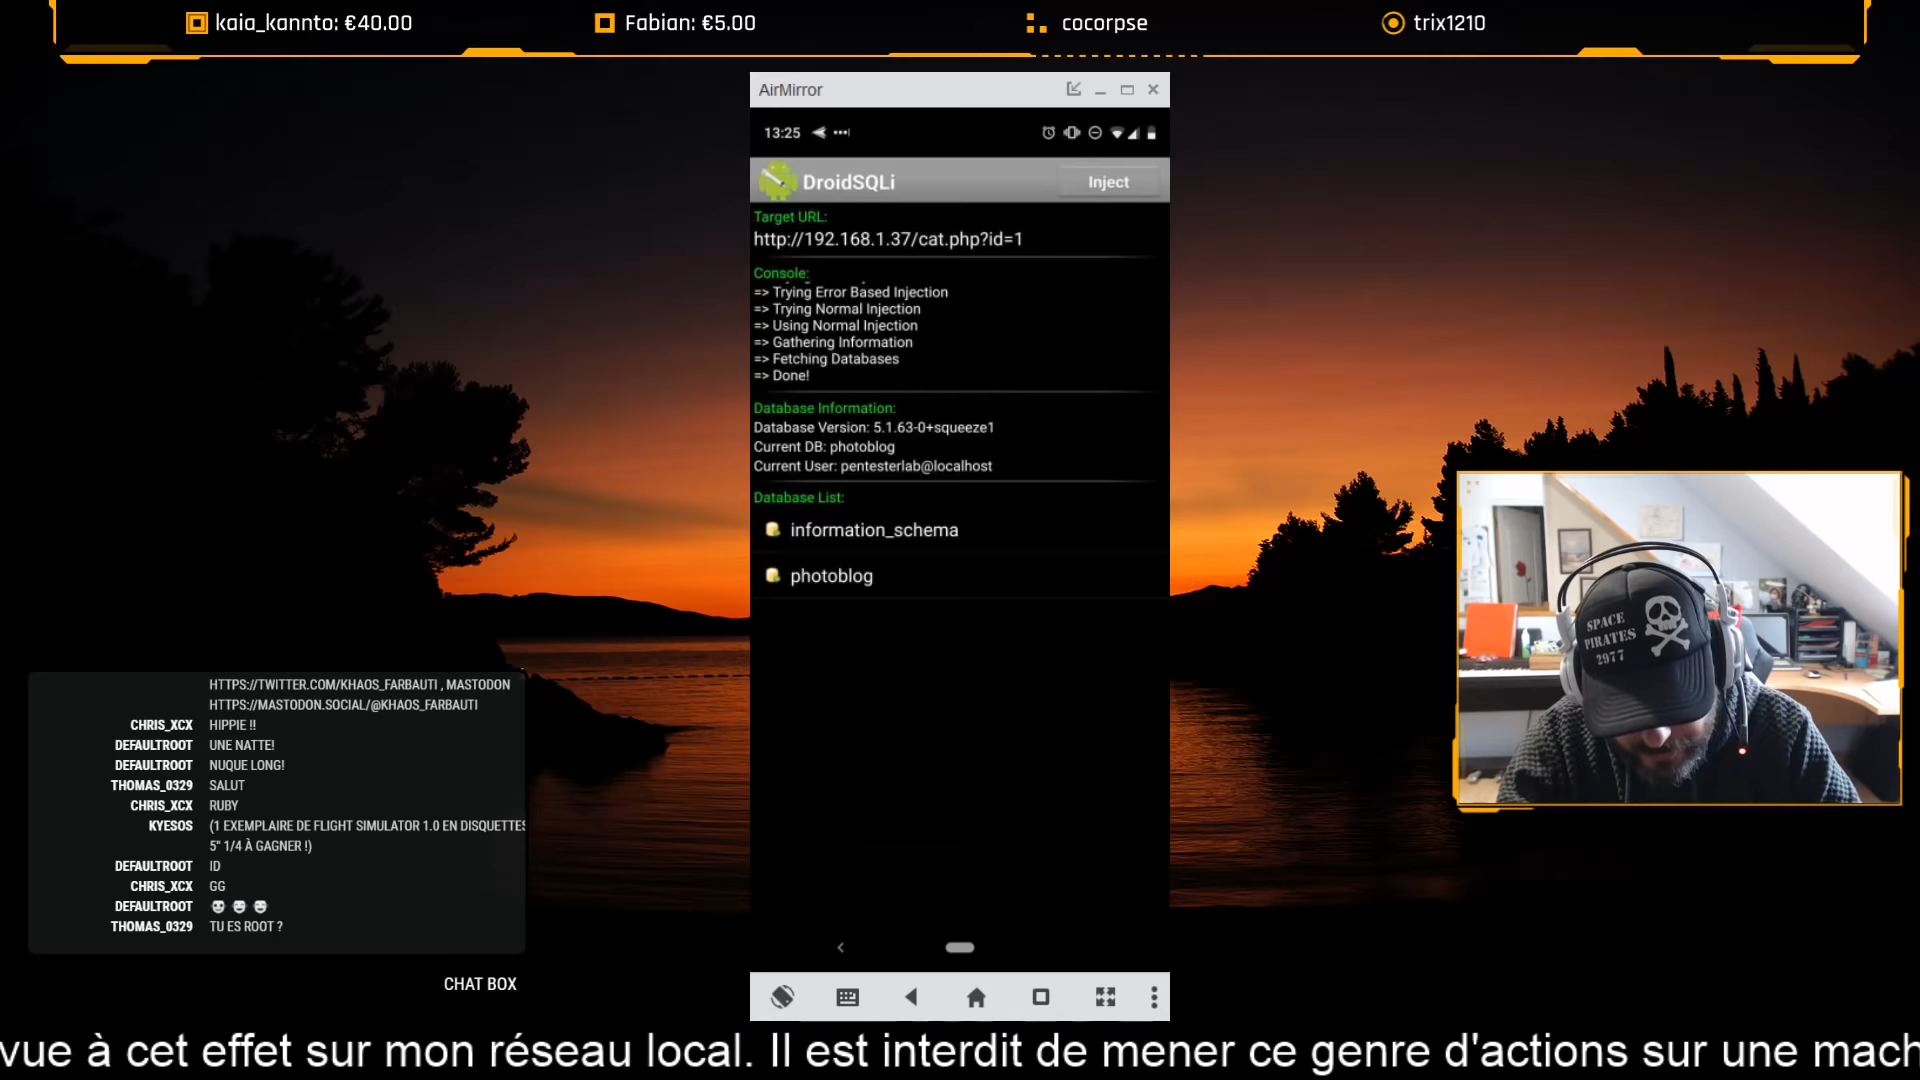 kaia_kannto: €40.00
Fabian: €5.00
cocorpse
trix1210
AirMirror
13:25
DroidSQLi
Inject
Target URL:
http://192.168.1.37/cat.php?id=1
Console:
=> Trying Error Based Injection
=> Trying Normal Injection
=> Using Normal Injection
=> Gathering Information
=> Fetching Databases
=> Done!
Database Information:
Database Version: 5.1.63-0+squeeze1
Current DB: photoblog
Current User: pentesterlab@localhost
Database List:
information_schema
photoblog
SPACE
PIRATES
2977
HTTPS://TWITTER.COM/KHAOS_FARBAUTI , MASTODON
HTTPS://MASTODON.SOCIAL/@KHAOS_FARBAUTI
CHRIS_XCX HIPPIE !!
DEFAULTROOT UNE NATTE!
DEFAULTROOT NUQUE LONG!
THOMAS_0329 SALUT
CHRIS_XCX RUBY
KYESOS (1 EXEMPLAIRE DE FLIGHT SIMULATOR 1.0 EN DISQUETTES
5" 1/4 À GAGNER !)
DEFAULTROOT ID
CHRIS_XCX GG
DEFAULTROOT
THOMAS_0329 TU ES ROOT ?
CHAT BOX
vue à cet effet sur mon réseau local. Il est interdit de mener ce genre d'actions sur une mach